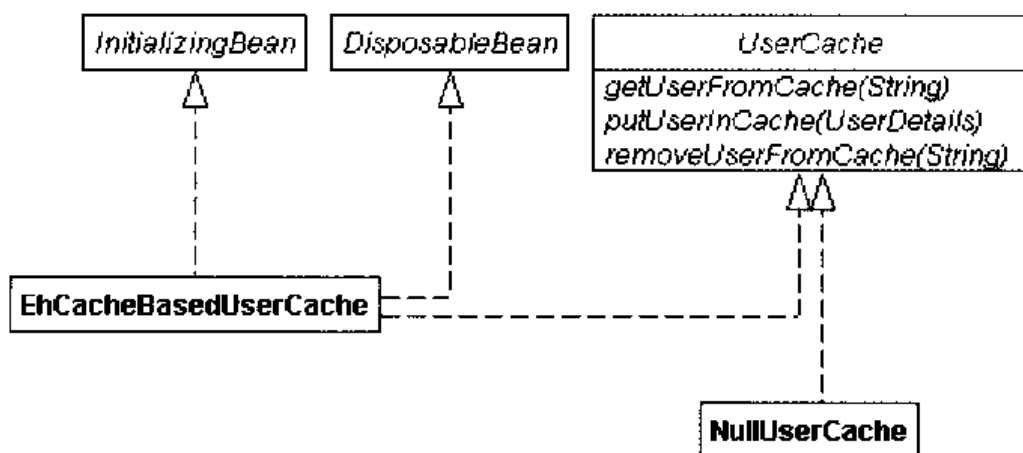 InitializingBean
DisposableBean
UserCache
getUserFromCache(String)
putUserInCache(UserDetails)
removeUserFromCache(String)
EhCacheBasedUserCache
NullUserCache